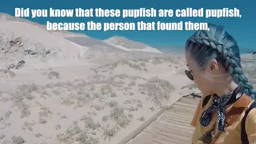 Did you know that these pupfish are called pupfish,
because the person that found them,